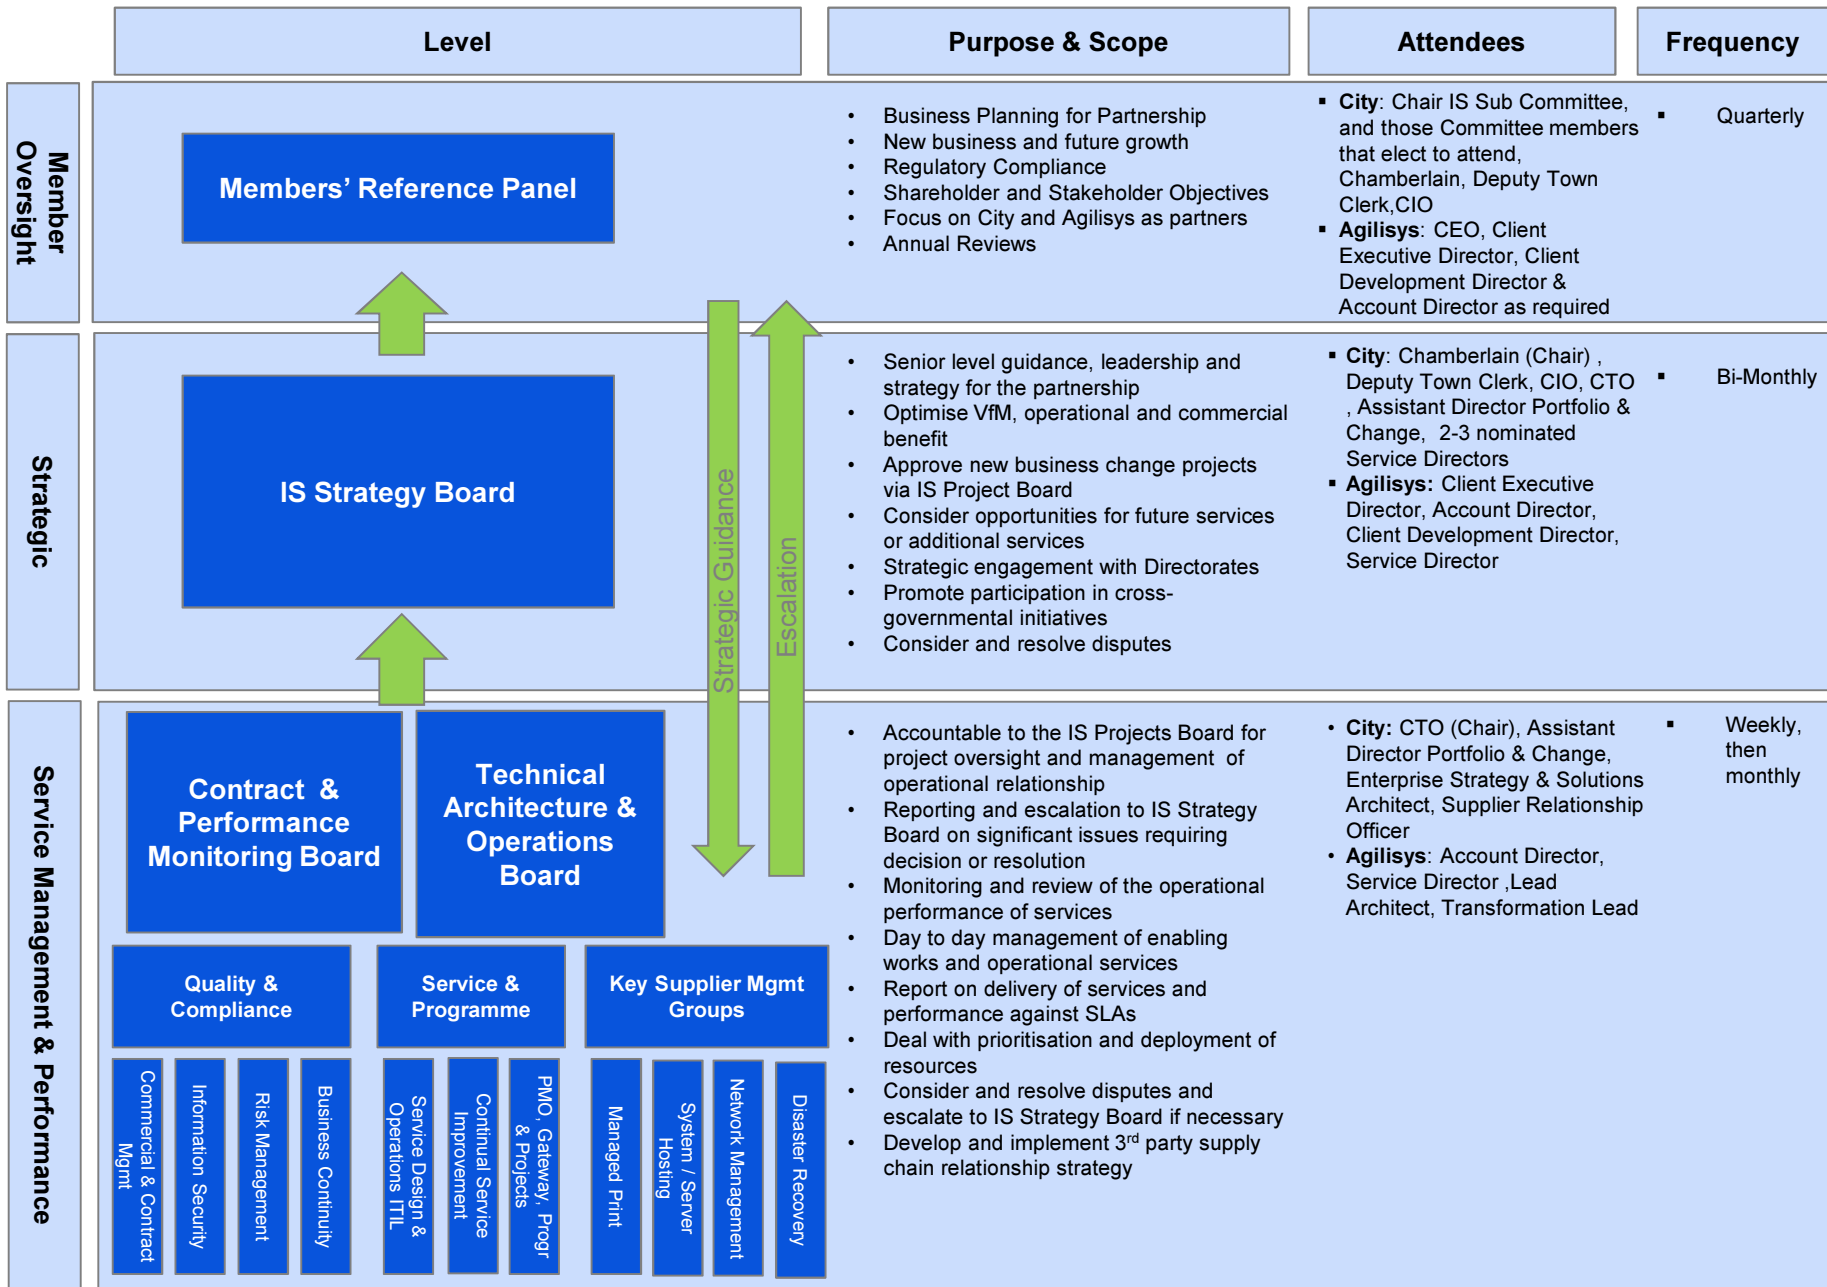 Level
Purpose & Scope
Attendees
Frequency
Member
Oversight
Members’ Reference Panel
• Business Planning for Partnership
• New business and future growth
• Regulatory Compliance
• Shareholder and Stakeholder Objectives
• Focus on City and Agilisys as partners
• Annual Reviews
▪ City: Chair IS Sub Committee,
and those Committee members
that elect to attend,
Chamberlain, Deputy Town
Clerk,CIO
▪ Agilisys: CEO, Client
Executive Director, Client
Development Director &
Account Director as required
▪ Quarterly
Strategic
IS Strategy Board
Strategic Guidance
Escalation
• Senior level guidance, leadership and
strategy for the partnership
• Optimise VfM, operational and commercial
benefit
• Approve new business change projects
via IS Project Board
• Consider opportunities for future services
or additional services
• Strategic engagement with Directorates
• Promote participation in cross-
governmental initiatives
• Consider and resolve disputes
▪ City: Chamberlain (Chair) ,
Deputy Town Clerk, CIO, CTO
, Assistant Director Portfolio &
Change, 2-3 nominated
Service Directors
▪ Agilisys: Client Executive
Director, Account Director,
Client Development Director,
Service Director
▪ Bi-Monthly
Service Management & Performance
Contract &
Performance
Monitoring Board
Technical
Architecture &
Operations
Board
Quality &
Compliance
Service &
Programme
Key Supplier Mgmt
Groups
Commercial & Contract
Mgmt
Information Security
Risk Management
Business Continuity
Service Design &
Operations ITIL
Continual Service
Improvement
PMO, Gateway, Progr
& Projects
Managed Print
System / Server
Hosting
Network Management
Disaster Recovery
• Accountable to the IS Projects Board for
project oversight and management of
operational relationship
• Reporting and escalation to IS Strategy
Board on significant issues requiring
decision or resolution
• Monitoring and review of the operational
performance of services
• Day to day management of enabling
works and operational services
• Report on delivery of services and
performance against SLAs
• Deal with prioritisation and deployment of
resources
• Consider and resolve disputes and
escalate to IS Strategy Board if necessary
• Develop and implement 3rd party supply
chain relationship strategy
• City: CTO (Chair), Assistant
Director Portfolio & Change,
Enterprise Strategy & Solutions
Architect, Supplier Relationship
Officer
• Agilisys: Account Director,
Service Director ,Lead
Architect, Transformation Lead
▪ Weekly,
then
monthly